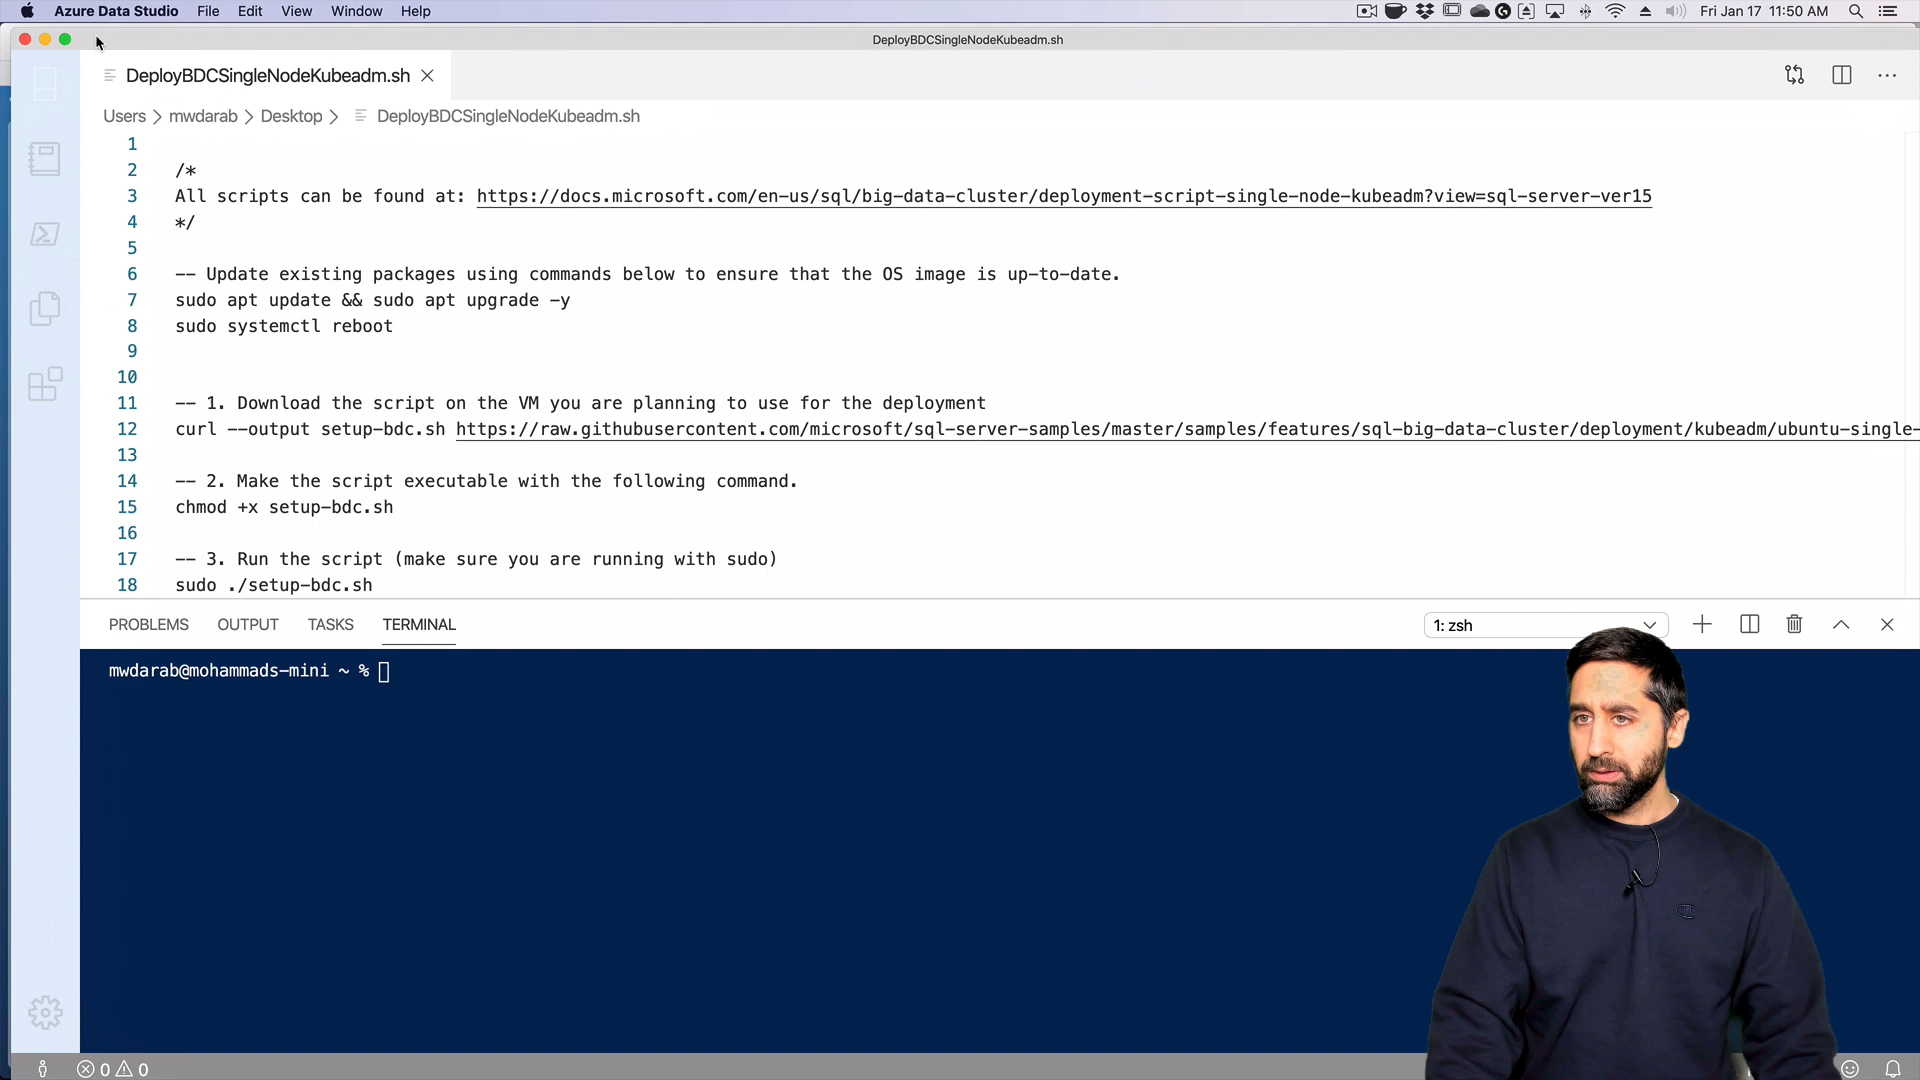 Azure Data Studio File Edit View Window Help Fri Jan 17 11:50 AM
DeployBDCSingleNodeKubeadm.sh
DeployBDCSingleNodeKubeadm.sh
Users > mwdarab > Desktop > DeployBDCSingleNodeKubeadm.sh
1
2 /*
3 All scripts can be found at: https://docs.microsoft.com/en-us/sql/big-data-cluster/deployment-script-single-node-kubeadm?view=sql-server-ver15
4 */
5
6 -- Update existing packages using commands below to ensure that the OS image is up-to-date.
7 sudo apt update && sudo apt upgrade -y
8 sudo systemctl reboot
9
10
11 -- 1. Download the script on the VM you are planning to use for the deployment
12 curl --output setup-bdc.sh https://raw.githubusercontent.com/microsoft/sql-server-samples/master/samples/features/sql-big-data-cluster/deployment/kubeadm/ubuntu-single-
13
14 -- 2. Make the script executable with the following command.
15 chmod +x setup-bdc.sh
16
17 -- 3. Run the script (make sure you are running with sudo)
18 sudo ./setup-bdc.sh
PROBLEMS OUTPUT TASKS TERMINAL 1: zsh
mwdarab@mohammads-mini ~ %
0 0